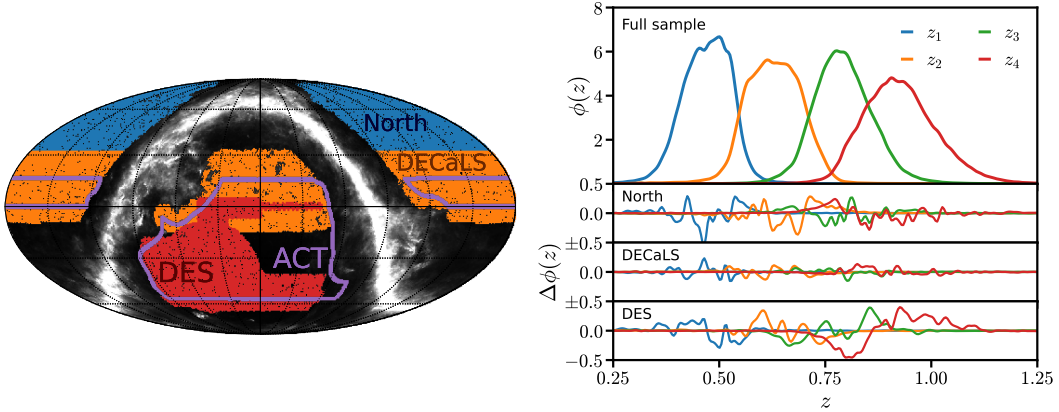 North
DECaLS
ACT
DES
Full sample
z₁
z₂
z₃
z₄
ϕ(z)
8
6
4
2
0.5
North
0.0
±0.5
DECaLS
0.0
±0.5
DES
0.0
−0.5
Δϕ(z)
0.25 0.50 0.75 1.00 1.25
z